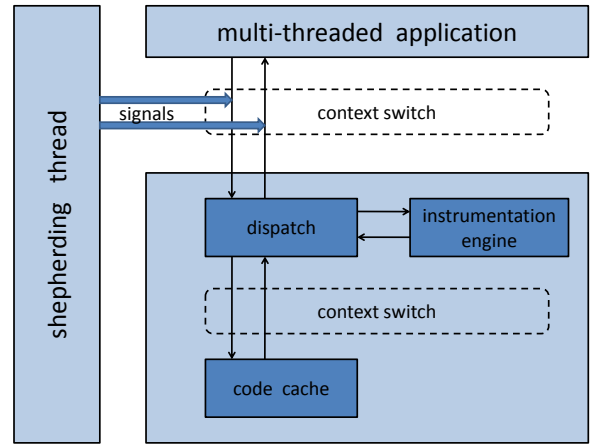 multi-threaded application
shepherding thread
signals
context switch
dispatch
instrumentation
engine
context switch
code cache